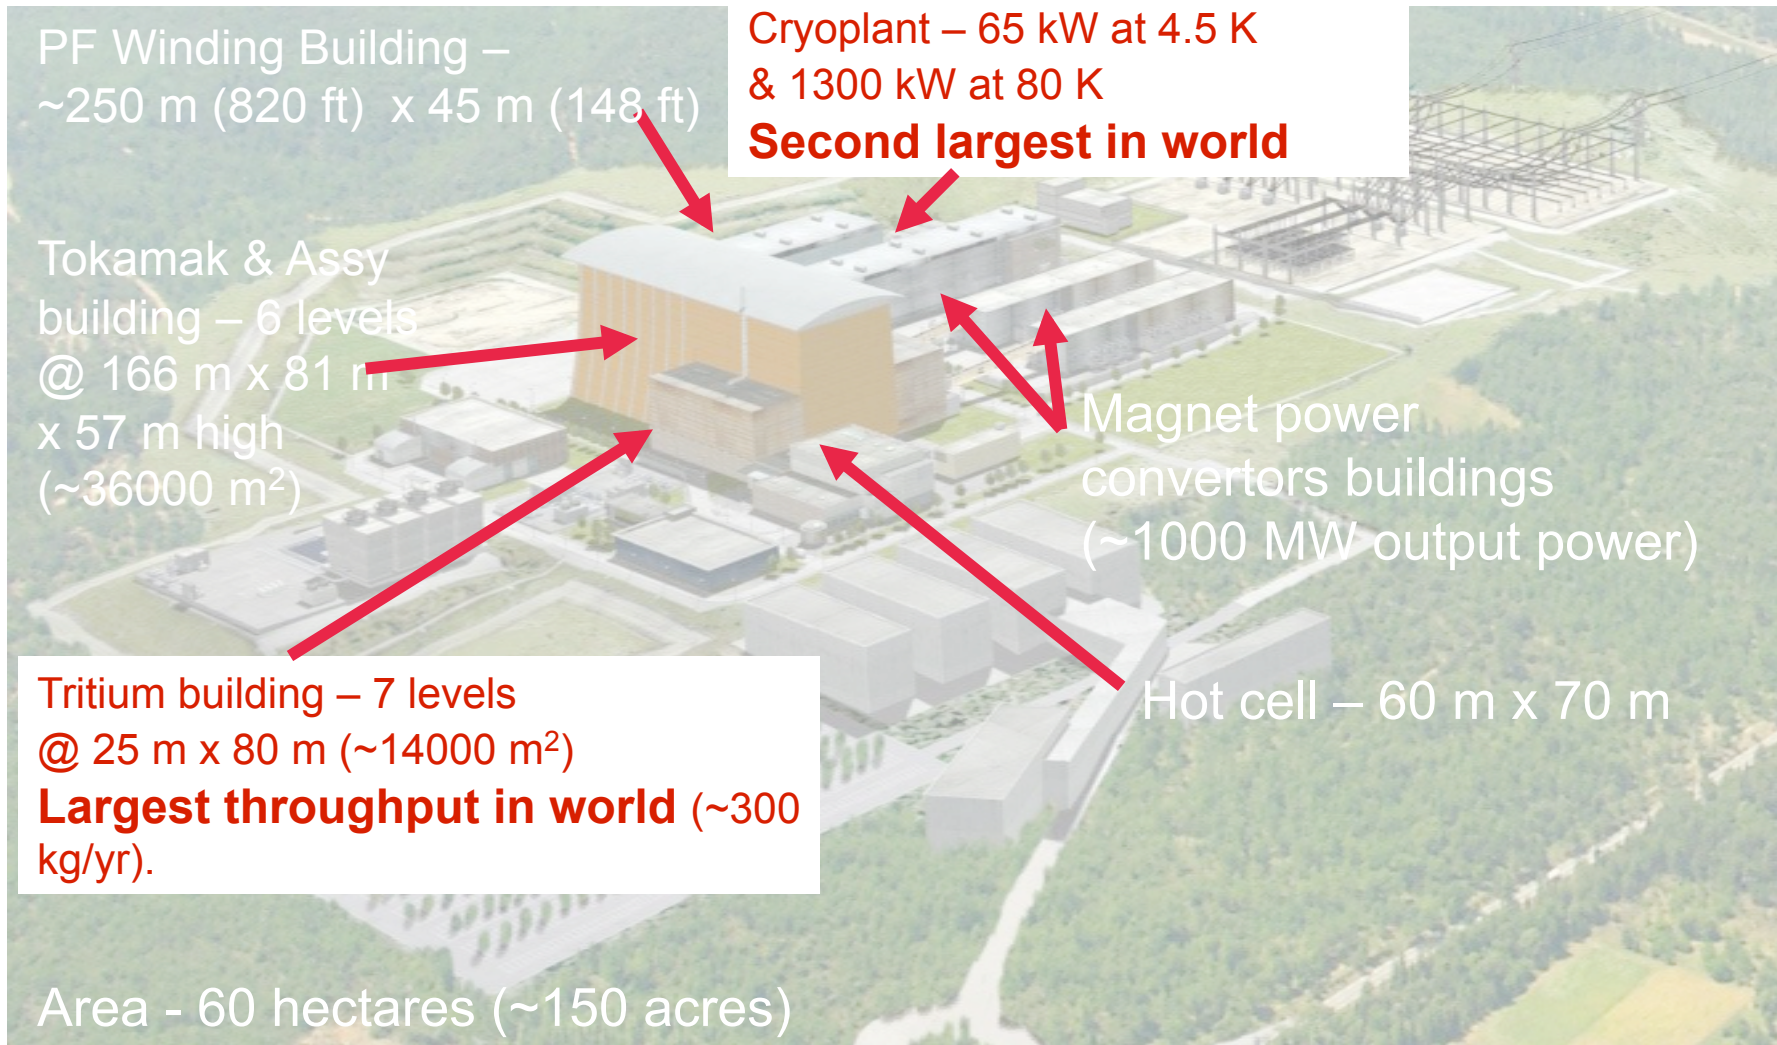 PF Winding Building –
~250 m (820 ft) x 45 m (148 ft)
Cryoplant – 65 kW at 4.5 K
& 1300 kW at 80 K
Second largest in world
Tokamak & Assy
building – 6 levels
@ 166 m x 81 m
x 57 m high
(~36000 m²)
Magnet power
convertors buildings
(~1000 MW output power)
Tritium building – 7 levels
@ 25 m x 80 m (~14000 m²)
Largest throughput in world (~300
kg/yr).
Hot cell – 60 m x 70 m
Area - 60 hectares (~150 acres)